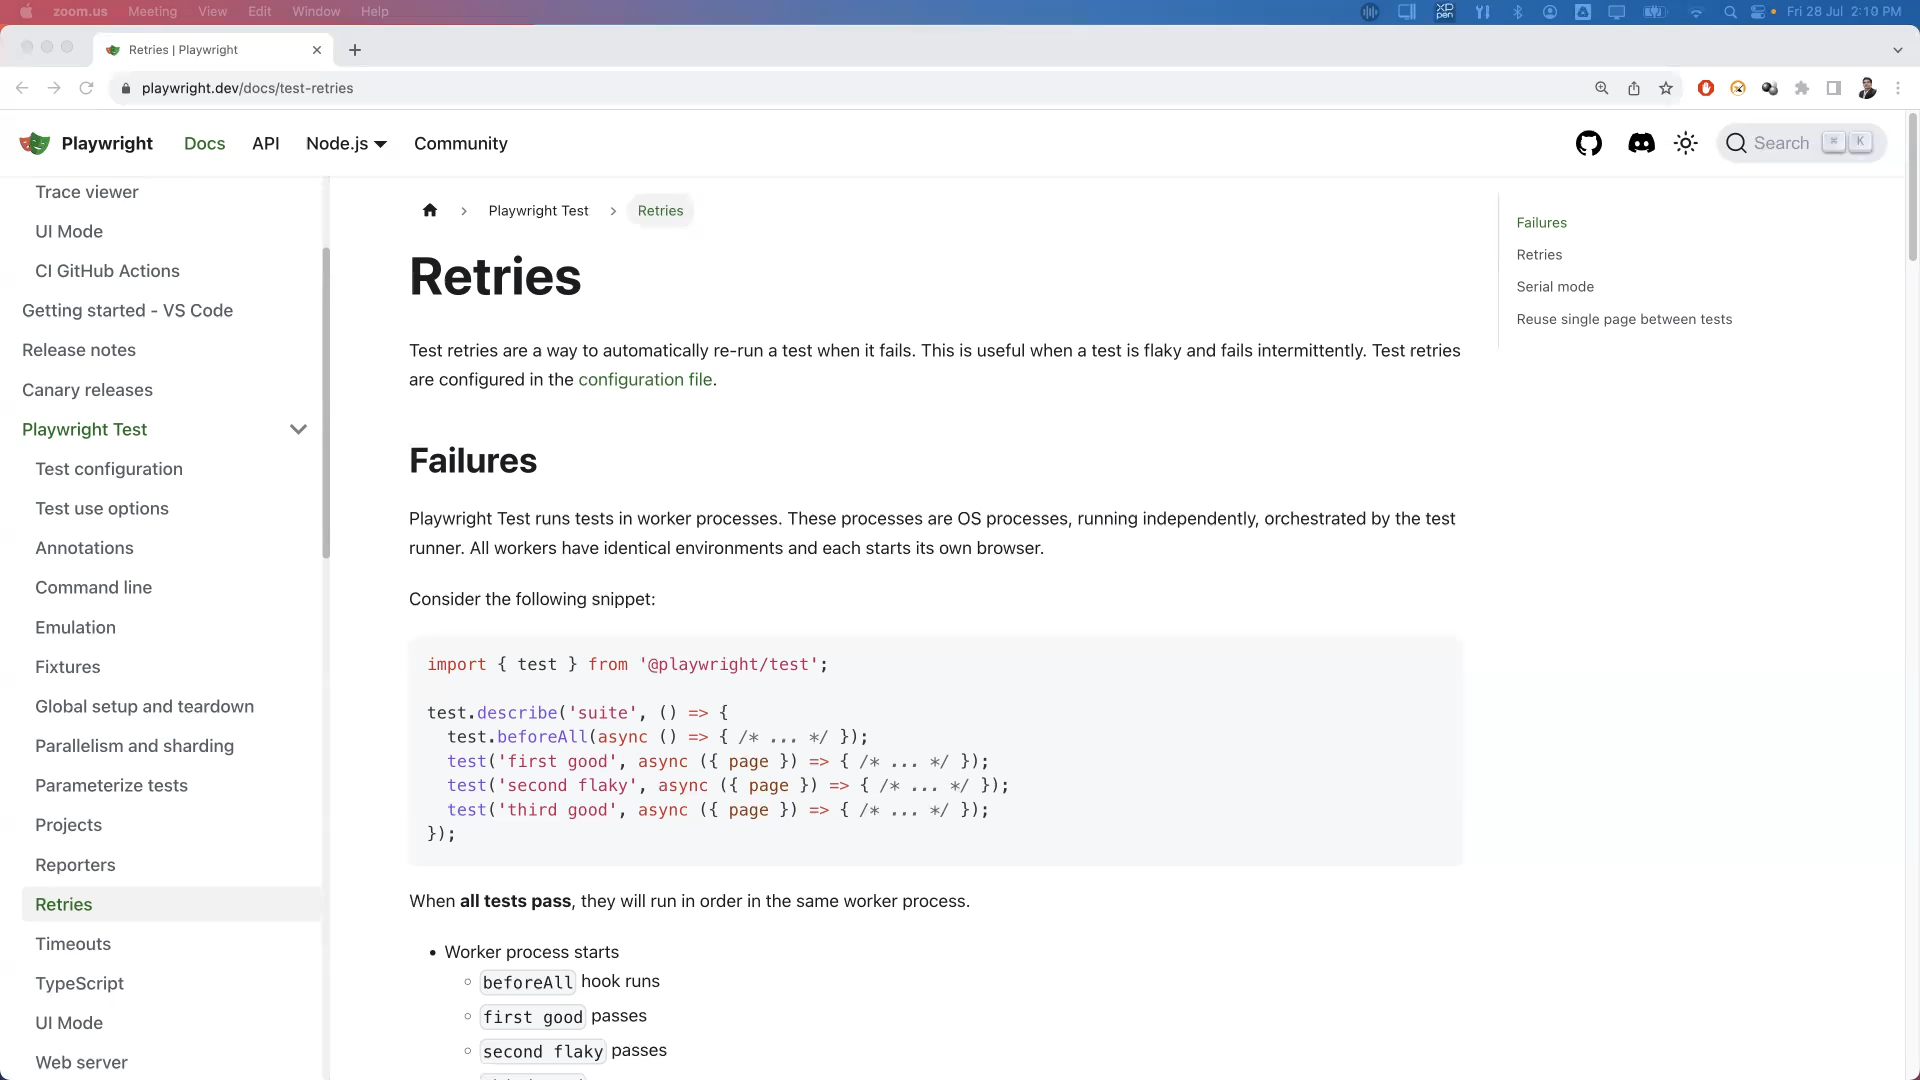 zoom.us Meeting View Edit Window Help
XP pen
Fri 28 Jul 2:10 PM
Retries | Playwright
playwright.dev/docs/test-retries
Playwright Docs API Node.js Community
Search ⌘ K
Trace viewer
UI Mode
CI GitHub Actions
Getting started - VS Code
Release notes
Canary releases
Playwright Test
Test configuration
Test use options
Annotations
Command line
Emulation
Fixtures
Global setup and teardown
Parallelism and sharding
Parameterize tests
Projects
Reporters
Retries
Timeouts
TypeScript
UI Mode
Web server
Playwright Test > Retries
Retries
Test retries are a way to automatically re-run a test when it fails. This is useful when a test is flaky and fails intermittently. Test retries
are configured in the configuration file.
Failures
Playwright Test runs tests in worker processes. These processes are OS processes, running independently, orchestrated by the test
runner. All workers have identical environments and each starts its own browser.
Consider the following snippet:
import { test } from '@playwright/test';
test.describe('suite', () => {
  test.beforeAll(async () => { /* ... */ });
  test('first good', async ({ page }) => { /* ... */ });
  test('second flaky', async ({ page }) => { /* ... */ });
  test('third good', async ({ page }) => { /* ... */ });
});
When all tests pass, they will run in order in the same worker process.
• Worker process starts
◦ beforeAll hook runs
◦ first good passes
◦ second flaky passes
Failures
Retries
Serial mode
Reuse single page between tests